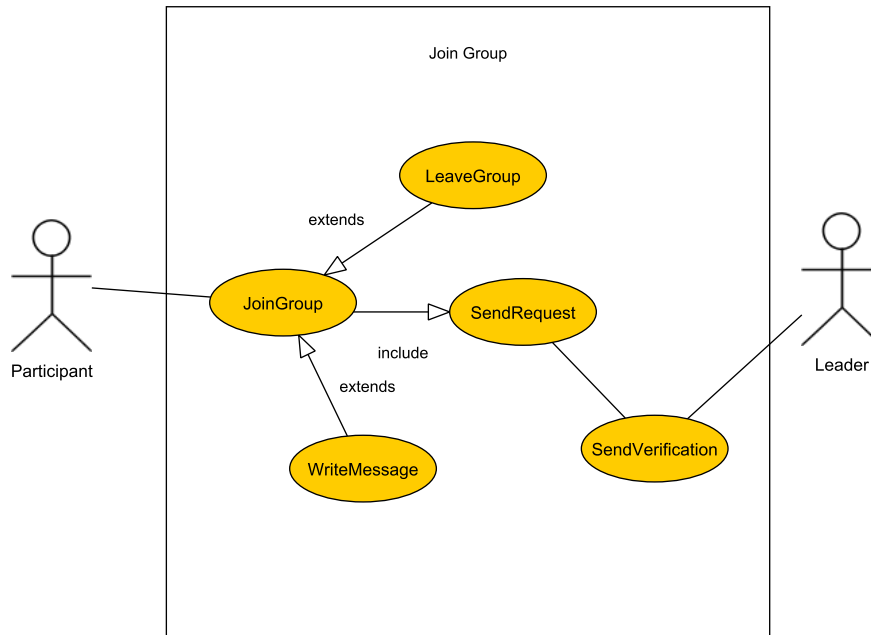 Join Group
LeaveGroup
extends
JoinGroup
SendRequest
include
extends
Participant
Leader
WriteMessage
SendVerification